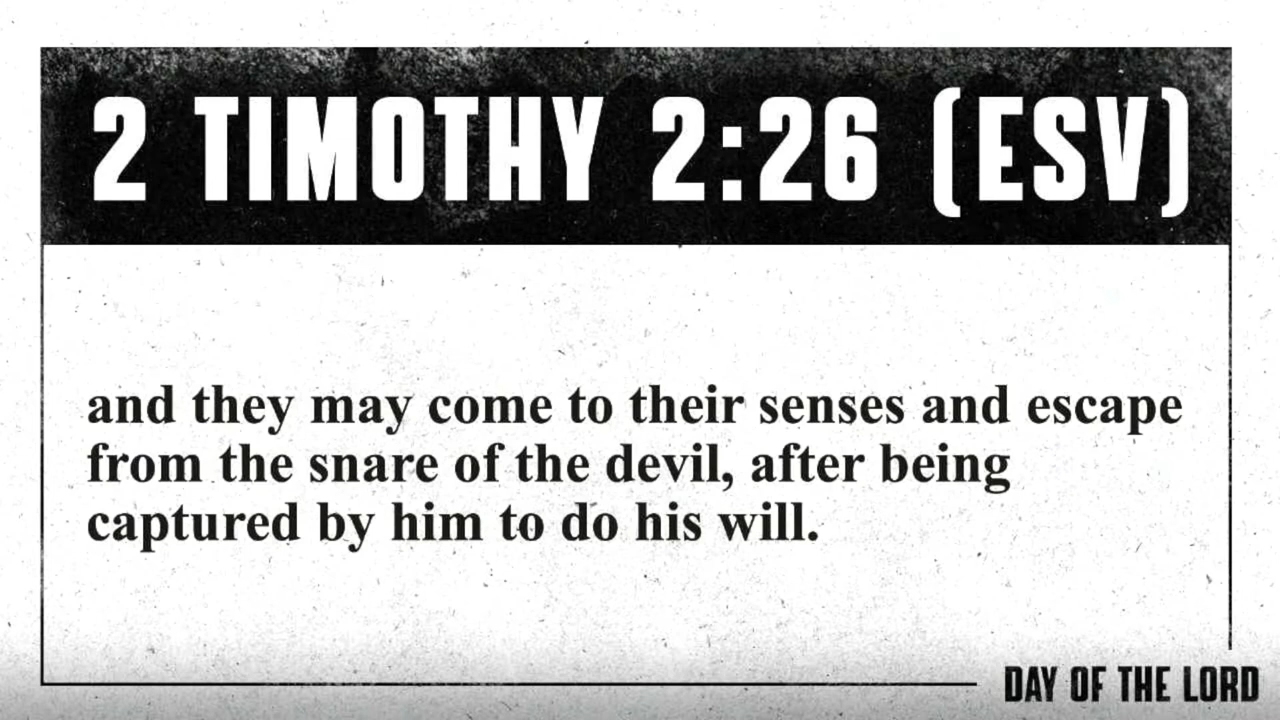 2 TIMOTHY 2:26 (ESV)
and they may come to their senses and escape
from the snare of the devil, after being
captured by him to do his will.
DAY OF THE LORD